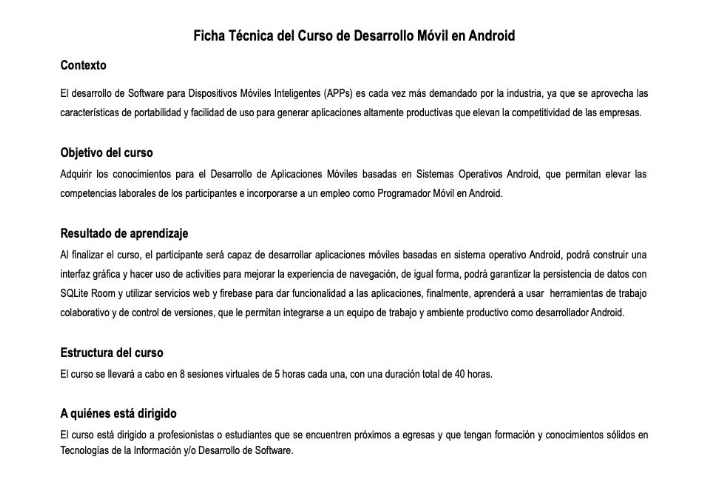 Ficha Técnica del Curso de Desarrollo Móvil en Android
Contexto
El desarrollo de Software para Dispositivos Móviles Inteligentes (APPs) es cada vez más demandado por la industria, ya que se aprovecha las
características de portabilidad y facilidad de uso para generar aplicaciones altamente productivas que elevan la competitividad de las empresas.
Objetivo del curso
Adquirir los conocimientos para el Desarrollo de Aplicaciones Móviles basadas en Sistemas Operativos Android, que permitan elevar las
competencias laborales de los participantes e incorporarse a un empleo como Programador Móvil en Android.
Resultado de aprendizaje
Al finalizar el curso, el participante será capaz de desarrollar aplicaciones móviles basadas en sistema operativo Android, podrá construir una
interfaz gráfica y hacer uso de activities para mejorar la experiencia de navegación, de igual forma, podrá garantizar la persistencia de datos con
SQLite Room y utilizar servicios web y firebase para dar funcionalidad a las aplicaciones, finalmente, aprenderá a usar herramientas de trabajo
colaborativo y de control de versiones, que le permitan integrarse a un equipo de trabajo y ambiente productivo como desarrollador Android.
Estructura del curso
El curso se llevará a cabo en 8 sesiones virtuales de 5 horas cada una, con una duración total de 40 horas.
A quiénes está dirigido
El curso está dirigido a profesionistas o estudiantes que se encuentren próximos a egresas y que tengan formación y conocimientos sólidos en
Tecnologías de la Información y/o Desarrollo de Software.